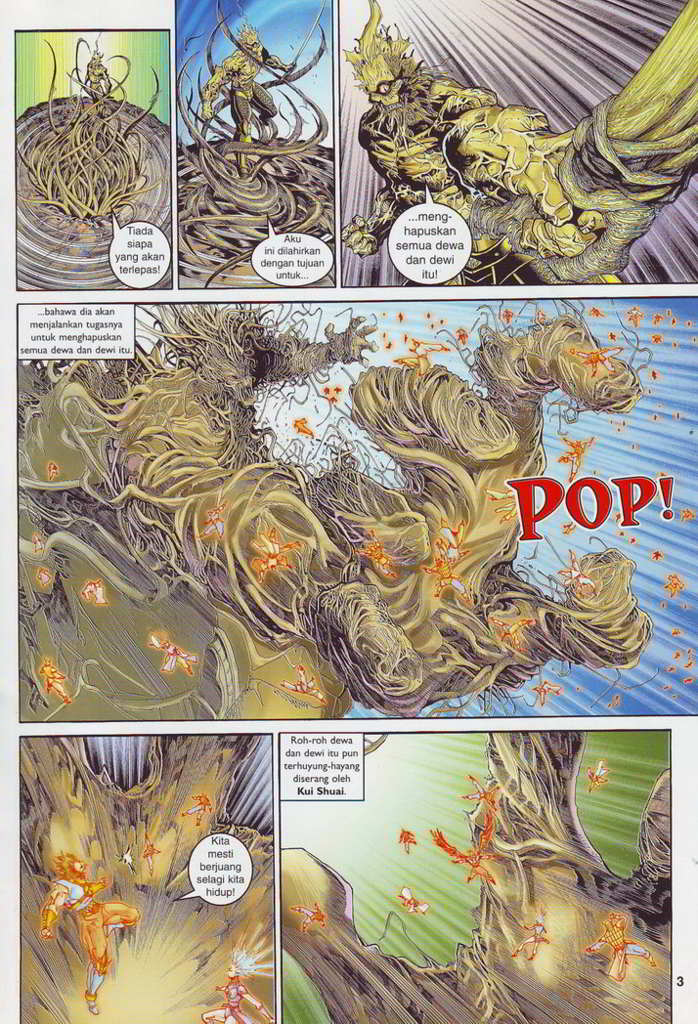 Tiada
siapa
yang akan
terlepas!
Aku
ini dilahirkan
dengan tujuan
untuk...
...meng-
hapuskan
semua dewa
dan dewi
itu!
...bahawa dia akan
menjalankan tugasnya
untuk menghapuskan
semua dewa dan dewi itu.
POP!
Kita
mesti
berjuang
selagi kita
hidup!
Roh-roh dewa
dan dewi itu pun
terhuyung-hayang
diserang oleh
Kui Shuai.
3